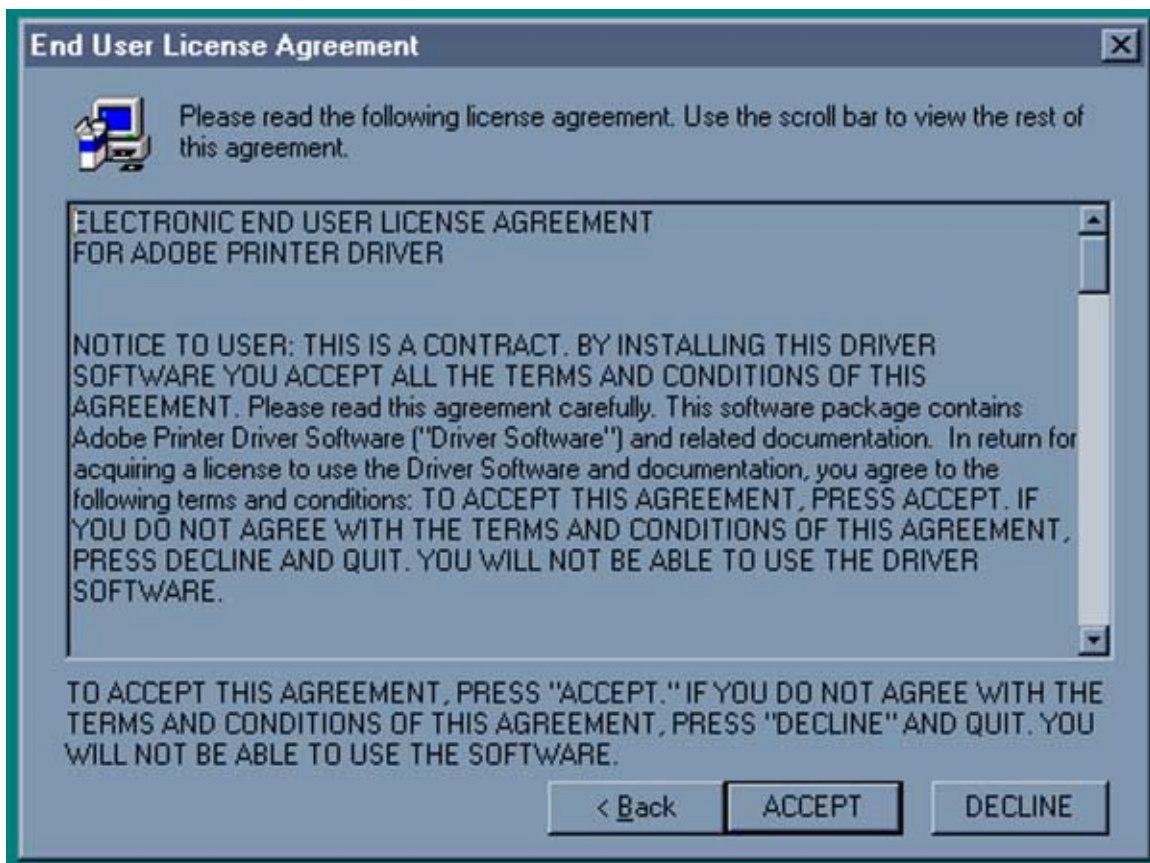 End User License Agreement
Please read the following license agreement. Use the scroll bar to view the rest of
this agreement.
ELECTRONIC END USER LICENSE AGREEMENT
FOR ADOBE PRINTER DRIVER
NOTICE TO USER: THIS IS A CONTRACT. BY INSTALLING THIS DRIVER
SOFTWARE YOU ACCEPT ALL THE TERMS AND CONDITIONS OF THIS
AGREEMENT. Please read this agreement carefully. This software package contains
Adobe Printer Driver Software ("Driver Software") and related documentation.  In return for
acquiring a license to use the Driver Software and documentation, you agree to the
following terms and conditions: TO ACCEPT THIS AGREEMENT, PRESS ACCEPT. IF
YOU DO NOT AGREE WITH THE TERMS AND CONDITIONS OF THIS AGREEMENT,
PRESS DECLINE AND QUIT. YOU WILL NOT BE ABLE TO USE THE DRIVER
SOFTWARE.
TO ACCEPT THIS AGREEMENT, PRESS "ACCEPT." IF YOU DO NOT AGREE WITH THE
TERMS AND CONDITIONS OF THIS AGREEMENT, PRESS "DECLINE" AND QUIT. YOU
WILL NOT BE ABLE TO USE THE SOFTWARE.
< Back ACCEPT DECLINE